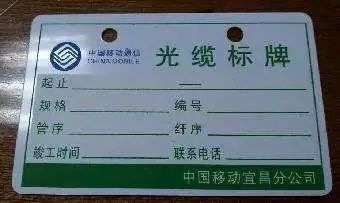 中国移动通信 光缆标牌
CHINA MOBILE
起止 ——
规格 编号
管序 纤序
竣工时间 联系电话
中国移动宜昌分公司